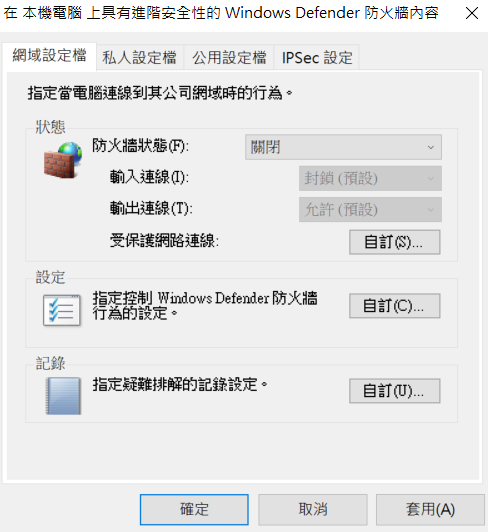 在 本機電腦 上具有進階安全性的 Windows Defender 防火牆內容
網域設定檔 私人設定檔 公用設定檔 IPSec 設定
指定當電腦連線到其公司網域時的行為。
狀態
防火牆狀態(F): 關閉
輸入連線(I): 封鎖 (預設)
輸出連線(T): 允許 (預設)
受保護網路連線: 自訂(S)...
設定
指定控制 Windows Defender 防火牆
行為的設定。 自訂(C)...
記錄
指定疑難排解的記錄設定。 自訂(U)...
確定 取消 套用(A)